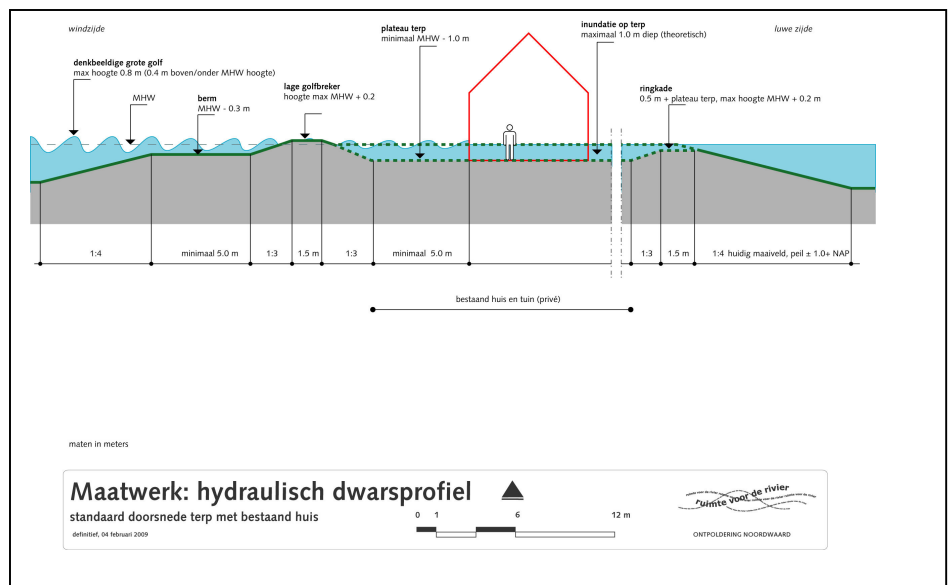 windzijde
luwe zijde
denkbeeldige grote golf
max hoogte 0.8 m (0.4 m boven/onder MHW hoogte)
MHW
berm
MHW - 0.3 m
lage golfbreker
hoogte max MHW + 0.2
plateau terp
minimaal MHW - 1.0 m
inundatie op terp
maximaal 1.0 m diep (theoretisch)
ringkade
0.5 m + plateau terp, max hoogte MHW + 0.2 m
1:4
minimaal 5.0 m
1:3
1.5 m
1:3
minimaal 5.0 m
1:3
1.5 m
1:4 huidig maaiveld, peil ± 1.0+ NAP
bestaand huis en tuin (privé)
maten in meters
Maatwerk: hydraulisch dwarsprofiel
standaard doorsnede terp met bestaand huis
definitief, 04 februari 2009
0 1 6 12 m
ruimte voor de rivier
ONTPOLDERING NOORDWAARD